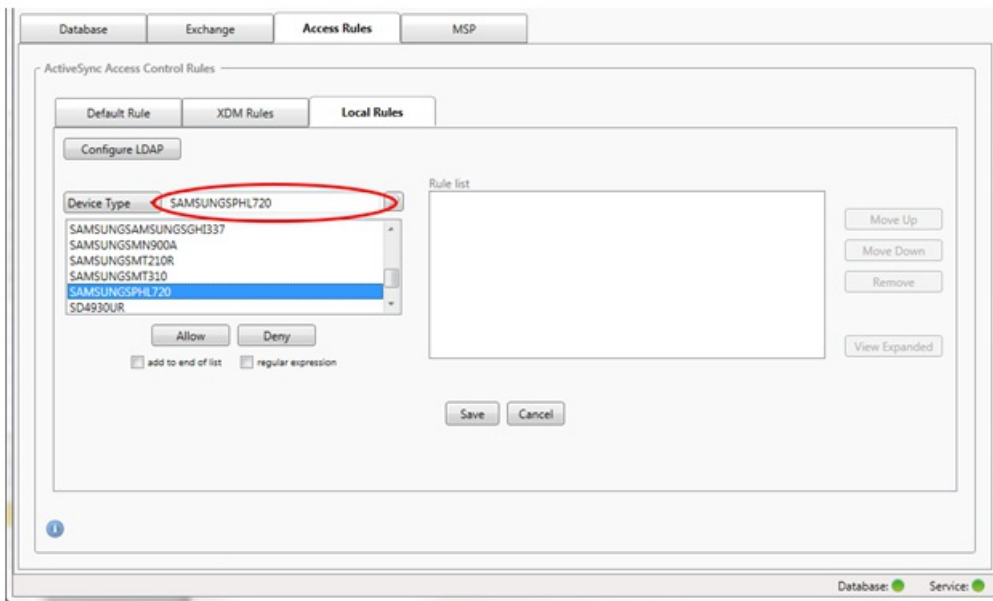 Database Exchange Access Rules MSP
ActiveSync Access Control Rules
Default Rule XDM Rules Local Rules
Configure LDAP
Rule list
Device Type SAMSUNGSPHL720
SAMSUNGSAMSUNGSGHI337
SAMSUNGSMN900A
SAMSUNGSMT210R
SAMSUNGSMT310
SAMSUNGSPHL720
SD4930UR
Move Up
Move Down
Remove
View Expanded
Allow Deny
add to end of list regular expression
Save Cancel
Database: Service: